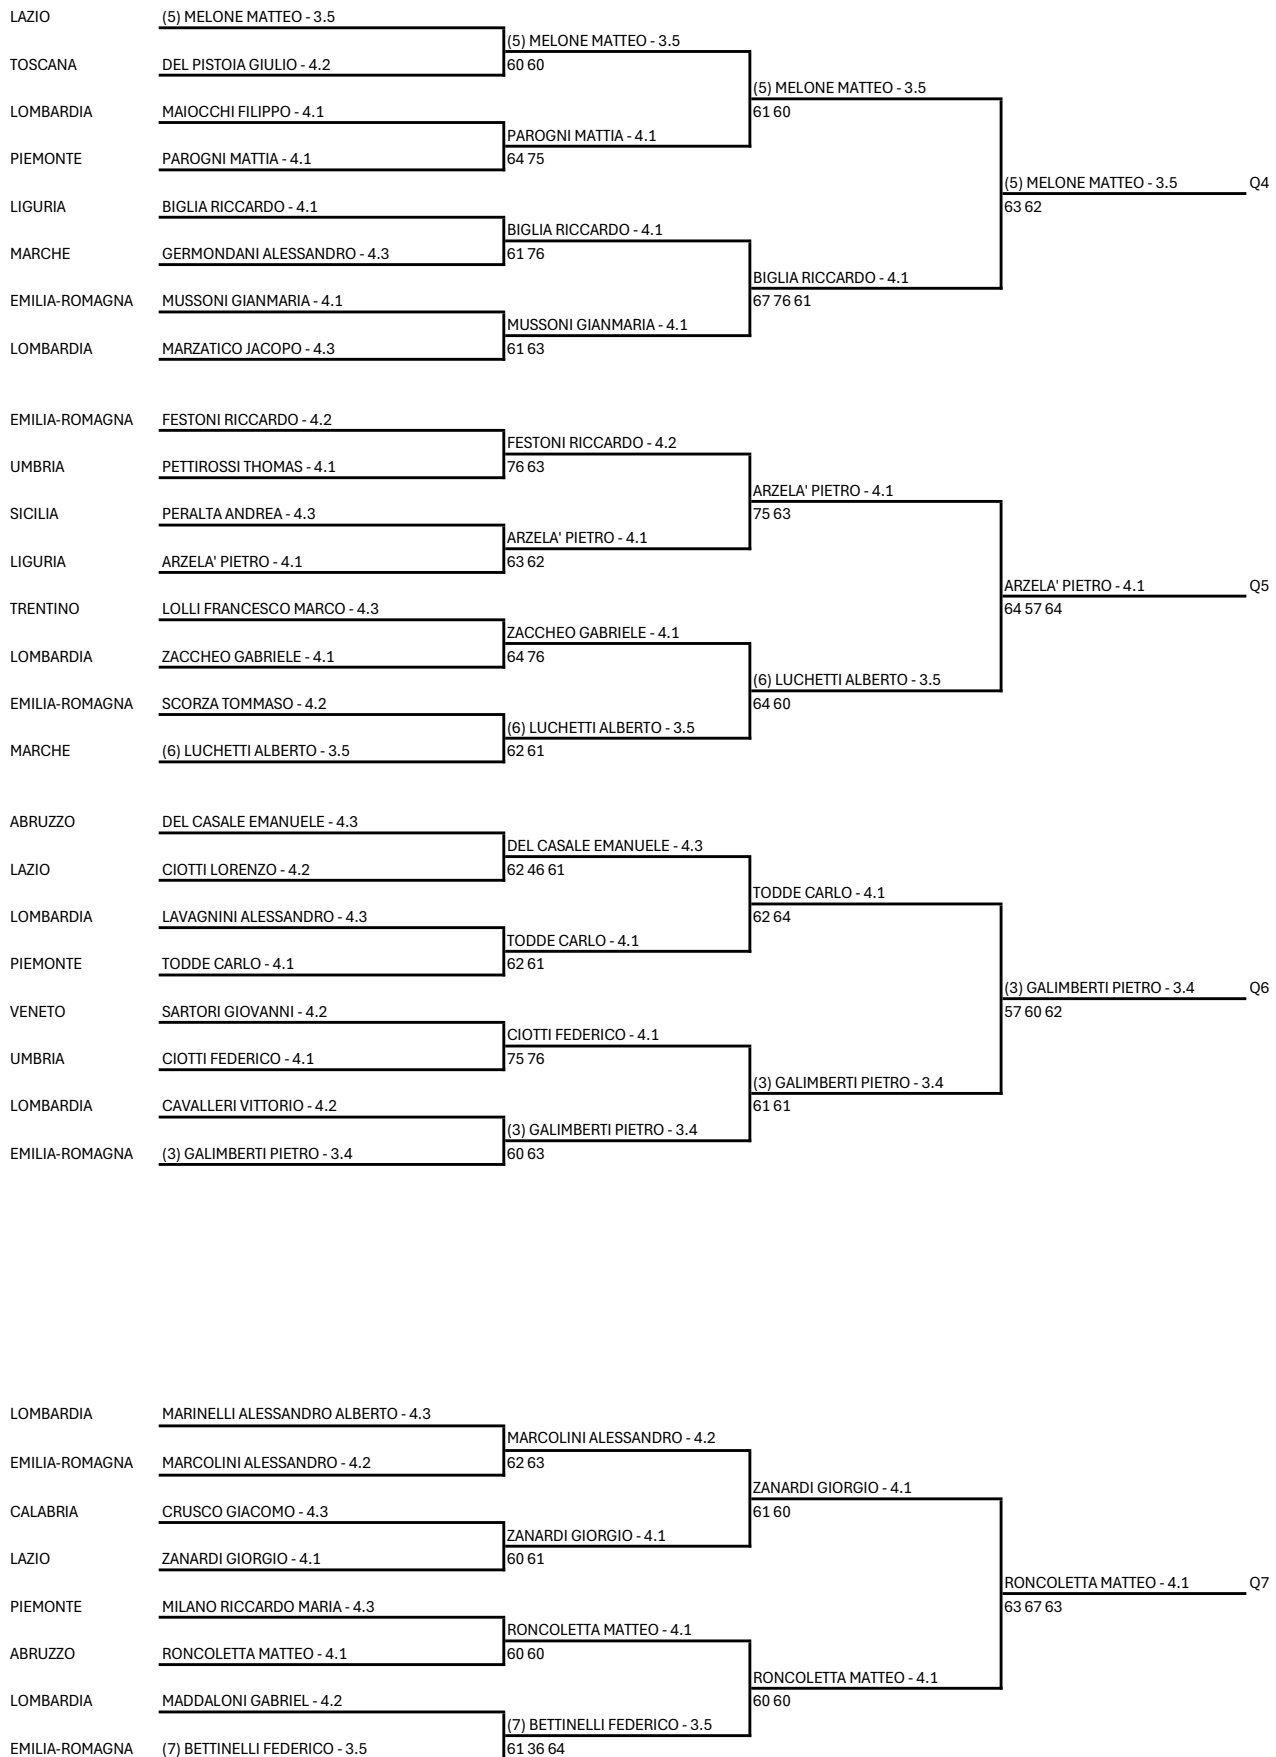 LAZIO (5) MELONE MATTEO - 3.5
(5) MELONE MATTEO - 3.5
TOSCANA DEL PISTOIA GIULIO - 4.2 60 60
(5) MELONE MATTEO - 3.5
LOMBARDIA MAIOCCHI FILIPPO - 4.1 61 60
PAROGNI MATTIA - 4.1
PIEMONTE PAROGNI MATTIA - 4.1 64 75
(5) MELONE MATTEO - 3.5 Q4
LIGURIA BIGLIA RICCARDO - 4.1 63 62
BIGLIA RICCARDO - 4.1
MARCHE GERMONDANI ALESSANDRO - 4.3 61 76
BIGLIA RICCARDO - 4.1
EMILIA-ROMAGNA MUSSONI GIANMARIA - 4.1 67 76 61
MUSSONI GIANMARIA - 4.1
LOMBARDIA MARZATICO JACOPO - 4.3 61 63
EMILIA-ROMAGNA FESTONI RICCARDO - 4.2
FESTONI RICCARDO - 4.2
UMBRIA PETTIROSSI THOMAS - 4.1 76 63
ARZELA' PIETRO - 4.1
SICILIA PERALTA ANDREA - 4.3 75 63
ARZELA' PIETRO - 4.1
LIGURIA ARZELA' PIETRO - 4.1 63 62
ARZELA' PIETRO - 4.1 Q5
TRENTINO LOLLI FRANCESCO MARCO - 4.3 64 57 64
ZACCHEO GABRIELE - 4.1
LOMBARDIA ZACCHEO GABRIELE - 4.1 64 76
(6) LUCHETTI ALBERTO - 3.5
EMILIA-ROMAGNA SCORZA TOMMASO - 4.2 64 60
(6) LUCHETTI ALBERTO - 3.5
MARCHE (6) LUCHETTI ALBERTO - 3.5 62 61
ABRUZZO DEL CASALE EMANUELE - 4.3
DEL CASALE EMANUELE - 4.3
LAZIO CIOTTI LORENZO - 4.2 62 46 61
TODDE CARLO - 4.1
LOMBARDIA LAVAGNINI ALESSANDRO - 4.3 62 64
TODDE CARLO - 4.1
PIEMONTE TODDE CARLO - 4.1 62 61
(3) GALIMBERTI PIETRO - 3.4 Q6
VENETO SARTORI GIOVANNI - 4.2 57 60 62
CIOTTI FEDERICO - 4.1
UMBRIA CIOTTI FEDERICO - 4.1 75 76
(3) GALIMBERTI PIETRO - 3.4
LOMBARDIA CAVALLERI VITTORIO - 4.2 61 61
(3) GALIMBERTI PIETRO - 3.4
EMILIA-ROMAGNA (3) GALIMBERTI PIETRO - 3.4 60 63
LOMBARDIA MARINELLI ALESSANDRO ALBERTO - 4.3
MARCOLINI ALESSANDRO - 4.2
EMILIA-ROMAGNA MARCOLINI ALESSANDRO - 4.2 62 63
ZANARDI GIORGIO - 4.1
CALABRIA CRUSCO GIACOMO - 4.3 61 60
ZANARDI GIORGIO - 4.1
LAZIO ZANARDI GIORGIO - 4.1 60 61
RONCOLETTA MATTEO - 4.1 Q7
PIEMONTE MILANO RICCARDO MARIA - 4.3 63 67 63
RONCOLETTA MATTEO - 4.1
ABRUZZO RONCOLETTA MATTEO - 4.1 60 60
RONCOLETTA MATTEO - 4.1
LOMBARDIA MADDALONI GABRIEL - 4.2 60 60
(7) BETTINELLI FEDERICO - 3.5
EMILIA-ROMAGNA (7) BETTINELLI FEDERICO - 3.5 61 36 64